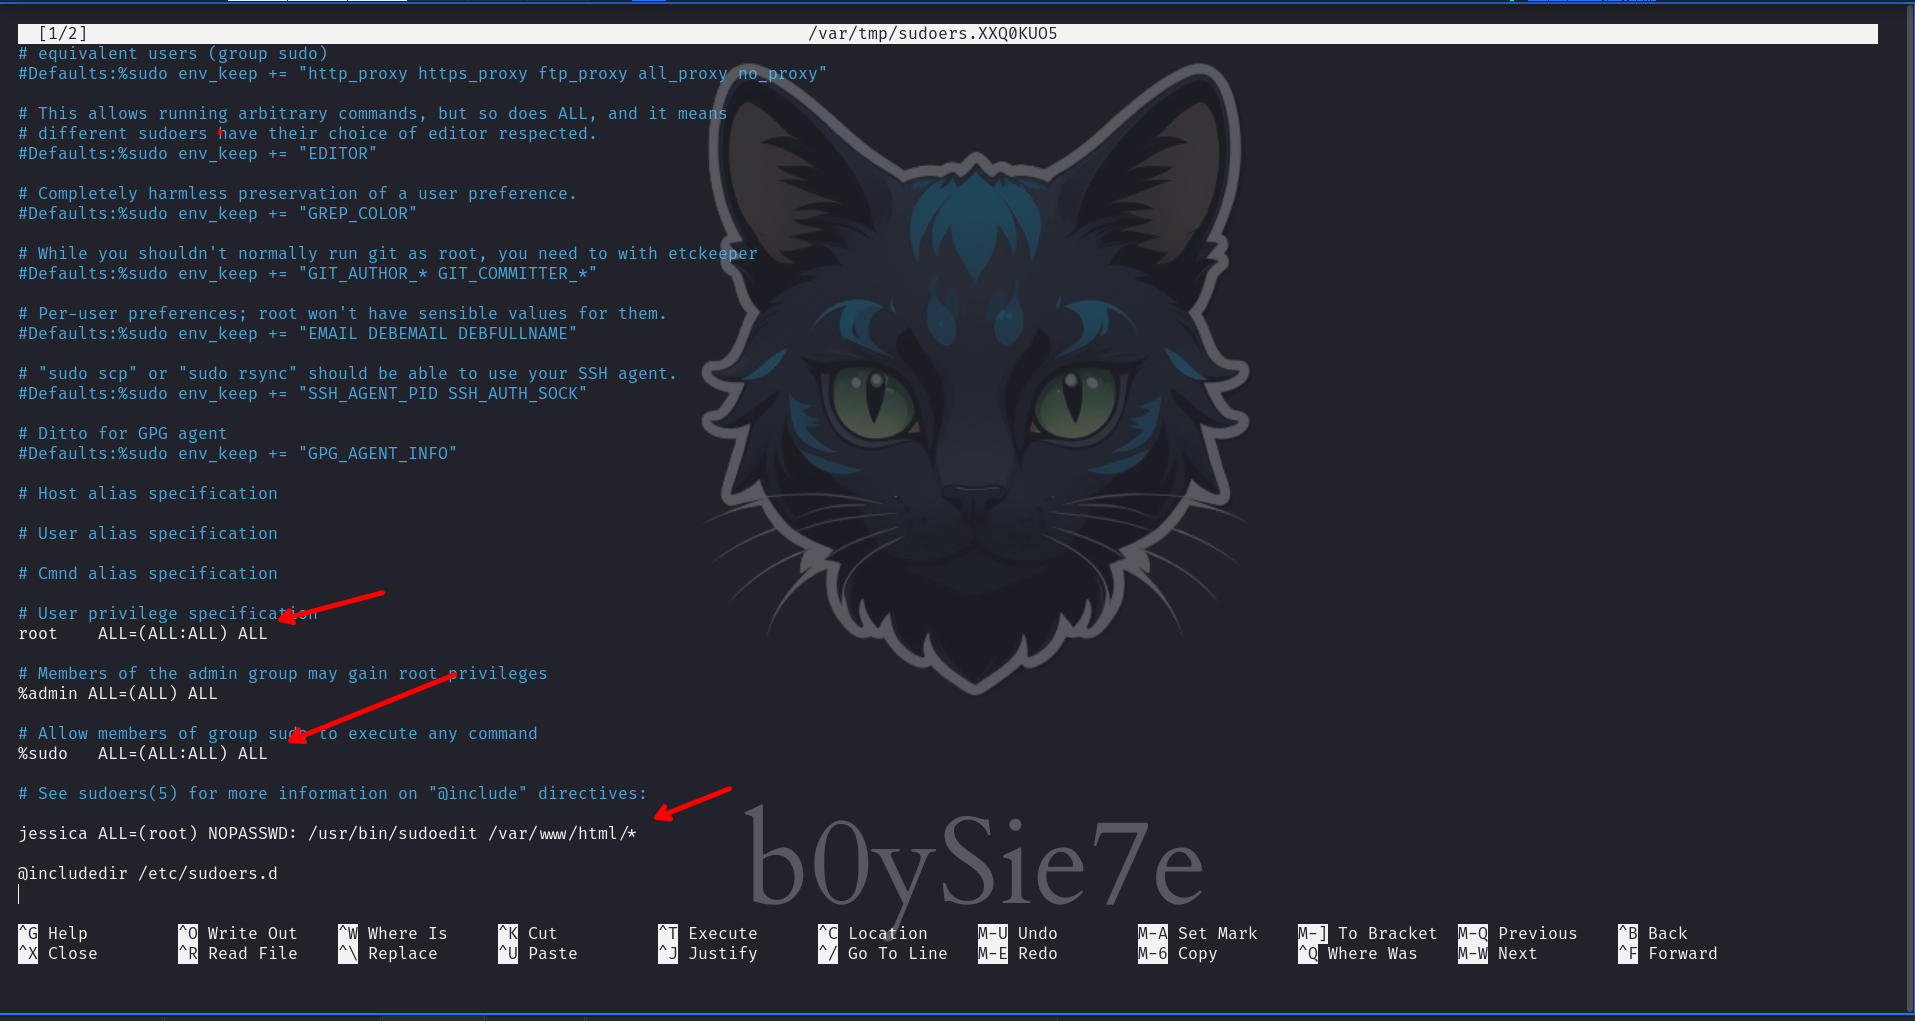 [1/2] /var/tmp/sudoers.XXQ0KUO5
# equivalent users (group sudo)
#Defaults:%sudo env_keep += "http_proxy https_proxy ftp_proxy all_proxy no_proxy"
# This allows running arbitrary commands, but so does ALL, and it means
# different sudoers have their choice of editor respected.
#Defaults:%sudo env_keep += "EDITOR"
# Completely harmless preservation of a user preference.
#Defaults:%sudo env_keep += "GREP_COLOR"
# While you shouldn't normally run git as root, you need to with etckeeper
#Defaults:%sudo env_keep += "GIT_AUTHOR_* GIT_COMMITTER_*"
# Per-user preferences; root won't have sensible values for them.
#Defaults:%sudo env_keep += "EMAIL DEBEMAIL DEBFULLNAME"
# "sudo scp" or "sudo rsync" should be able to use your SSH agent.
#Defaults:%sudo env_keep += "SSH_AGENT_PID SSH_AUTH_SOCK"
# Ditto for GPG agent
#Defaults:%sudo env_keep += "GPG_AGENT_INFO"
# Host alias specification
# User alias specification
# Cmnd alias specification
# User privilege specification
root    ALL=(ALL:ALL) ALL
# Members of the admin group may gain root privileges
%admin ALL=(ALL) ALL
# Allow members of group sudo to execute any command
%sudo   ALL=(ALL:ALL) ALL
# See sudoers(5) for more information on "@include" directives:
jessica ALL=(root) NOPASSWD: /usr/bin/sudoedit /var/www/html/*
b0ySie7e
@includedir /etc/sudoers.d
^G Help ^O Write Out ^W Where Is ^K Cut ^T Execute ^C Location M-U Undo M-A Set Mark M-] To Bracket M-Q Previous ^B Back
^X Close ^R Read File ^\ Replace ^U Paste ^J Justify ^/ Go To Line M-E Redo M-6 Copy ^Q Where Was M-W Next ^F Forward